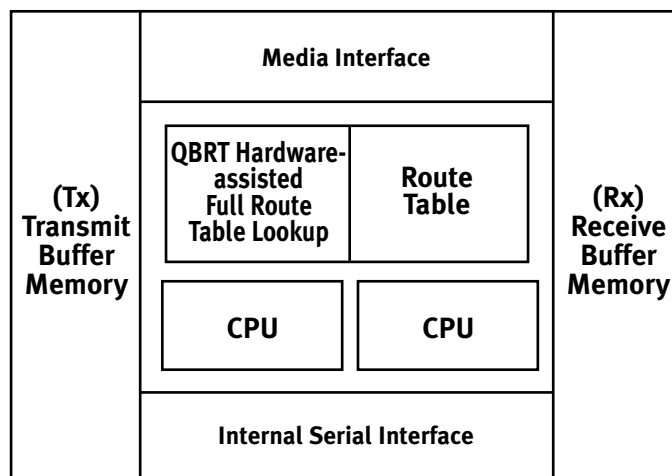 Media Interface
(Tx)
Transmit
Buffer
Memory
QBRT Hardware-
assisted
Full Route
Table Lookup
Route
Table
(Rx)
Receive
Buffer
Memory
CPU
CPU
Internal Serial Interface